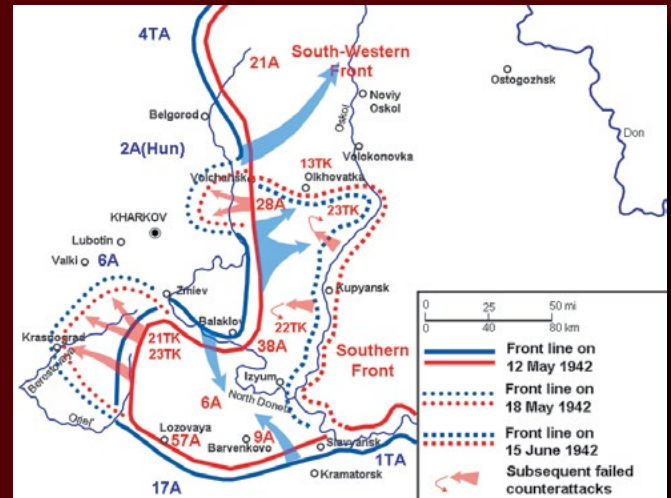 4TA
21A
South-Western
Front
Ostogozhsk
Noviy
Oskol
Oskol
Don
Belgorod
2A(Hun)
Volokonovka
13TK
Olkhovatka
Volchansk
28A
23TK
KHARKOV
Lubotin
Valki
6A
Zmiev
Kupyansk
Balaklov
22TK
21TK
23TK
Krasnograd
Berestovaya
38A
Southern
Front
Izyum
6A
North Donets
Orel'
Lozovaya
57A
9A
Barvenkovo
Slavyansk
1TA
Kramatorsk
17A
0 25 50 mi
0 40 80 km
Front line on
12 May 1942
Front line on
18 May 1942
Front line on
15 June 1942
Subsequent failed
counterattacks